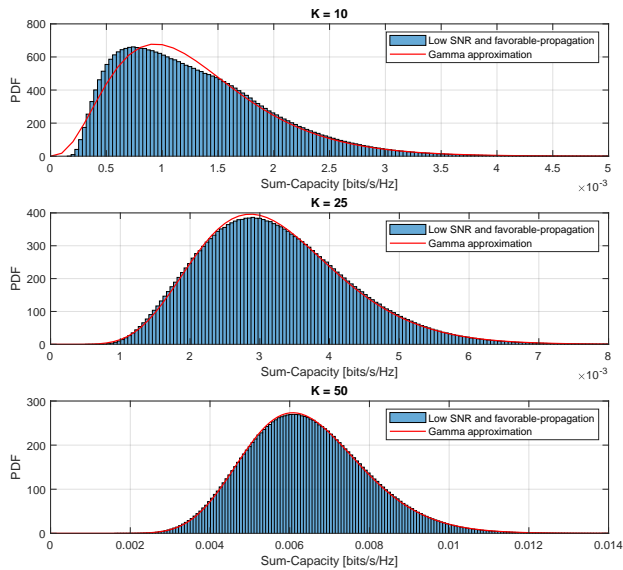 K = 10
800
600
400
200
0
PDF
Low SNR and favorable-propagation
Gamma approximation
0 0.5 1 1.5 2 2.5 3 3.5 4 4.5 5
Sum-Capacity [bits/s/Hz]
×10⁻³
K = 25
400
300
200
100
0
PDF
Low SNR and favorable-propagation
Gamma approximation
0 1 2 3 4 5 6 7 8
Sum-Capacity [bits/s/Hz]
×10⁻³
K = 50
300
200
100
0
PDF
Low SNR and favorable-propagation
Gamma approximation
0 0.002 0.004 0.006 0.008 0.01 0.012 0.014
Sum-Capacity [bits/s/Hz]